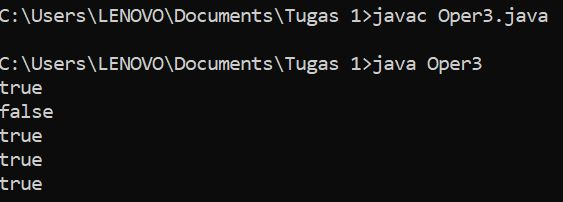 C:\Users\LENOVO\Documents\Tugas 1>javac Oper3.java
C:\Users\LENOVO\Documents\Tugas 1>java Oper3
true
false
true
true
true